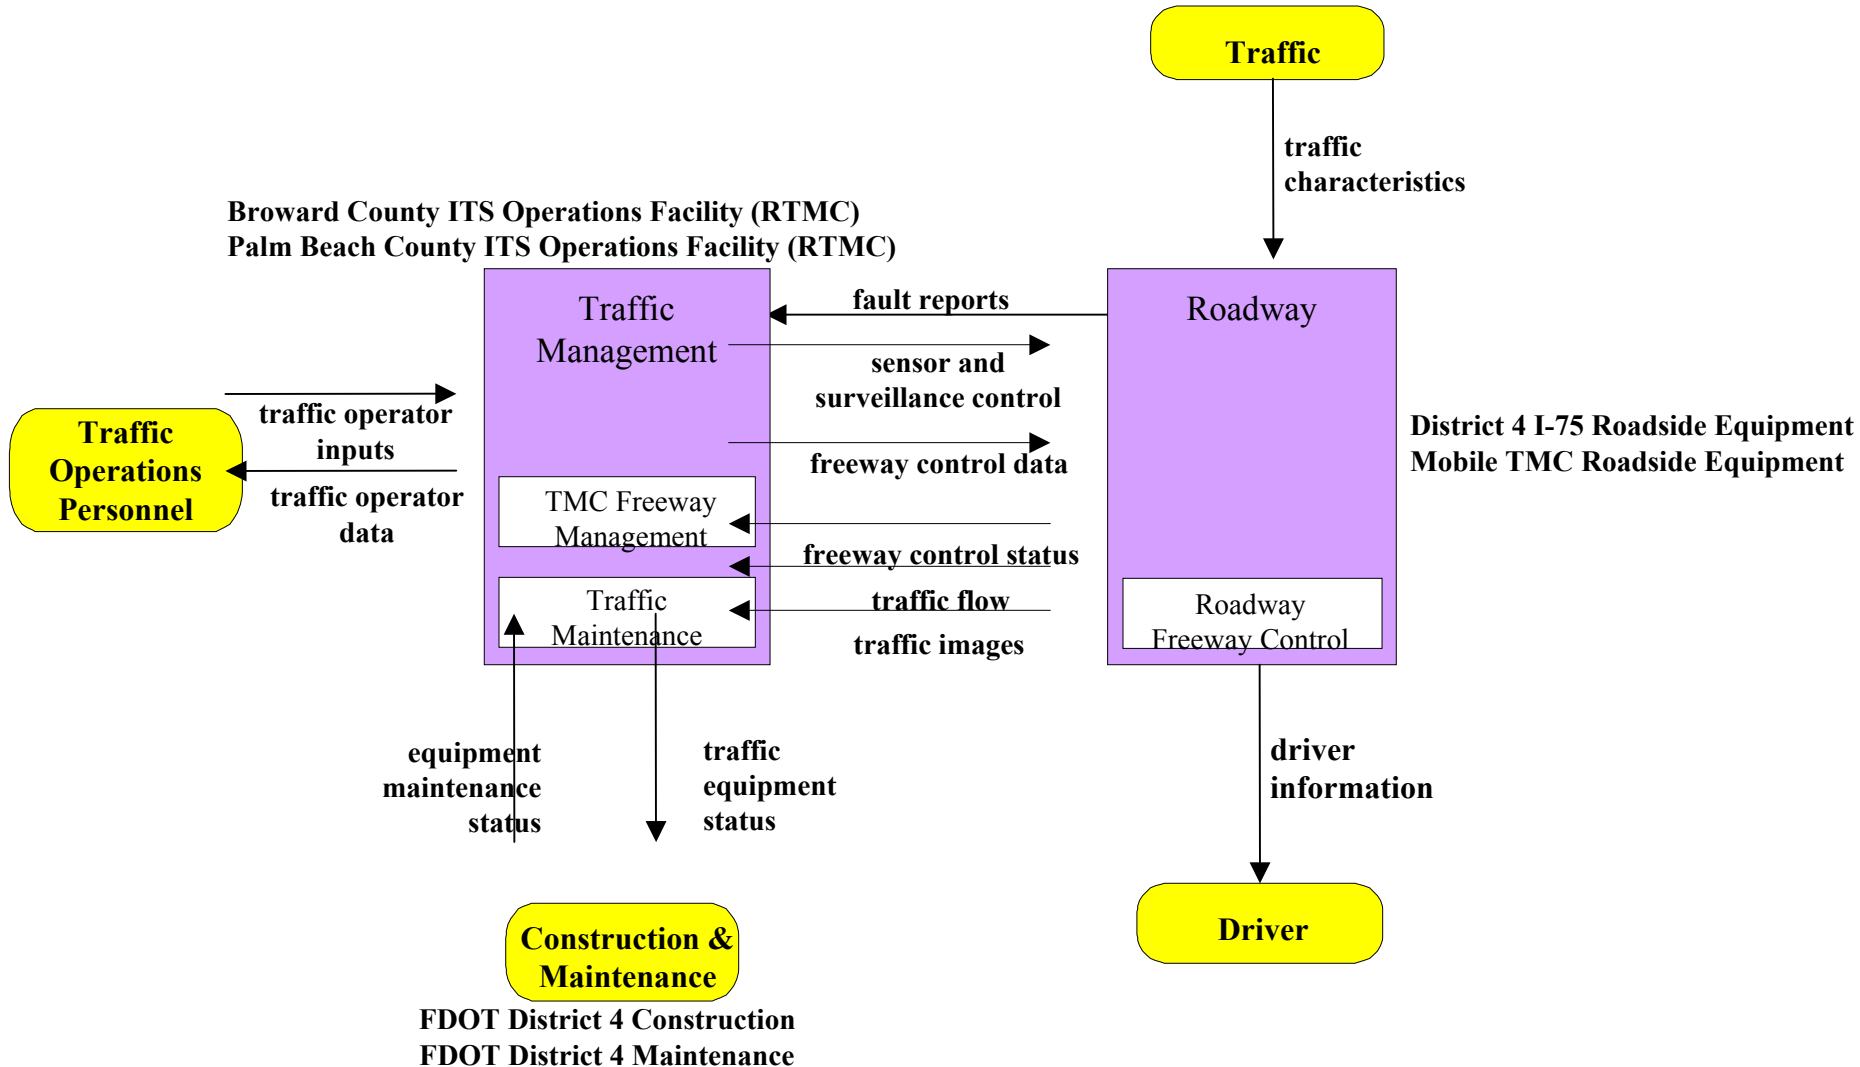 Traffic
traffic
characteristics
Broward County ITS Operations Facility (RTMC)
Palm Beach County ITS Operations Facility (RTMC)
Traffic
Management
fault reports
Roadway
sensor and
surveillance control
traffic operator
inputs
Traffic
Operations
Personnel
traffic operator
data
freeway control data
District 4 I-75 Roadside Equipment
Mobile TMC Roadside Equipment
TMC Freeway
Management
freeway control status
Traffic
Maintenance
traffic flow
traffic images
Roadway
Freeway Control
equipment
maintenance
status
traffic
equipment
status
driver
information
Construction &
Maintenance
Driver
FDOT District 4 Construction
FDOT District 4 Maintenance